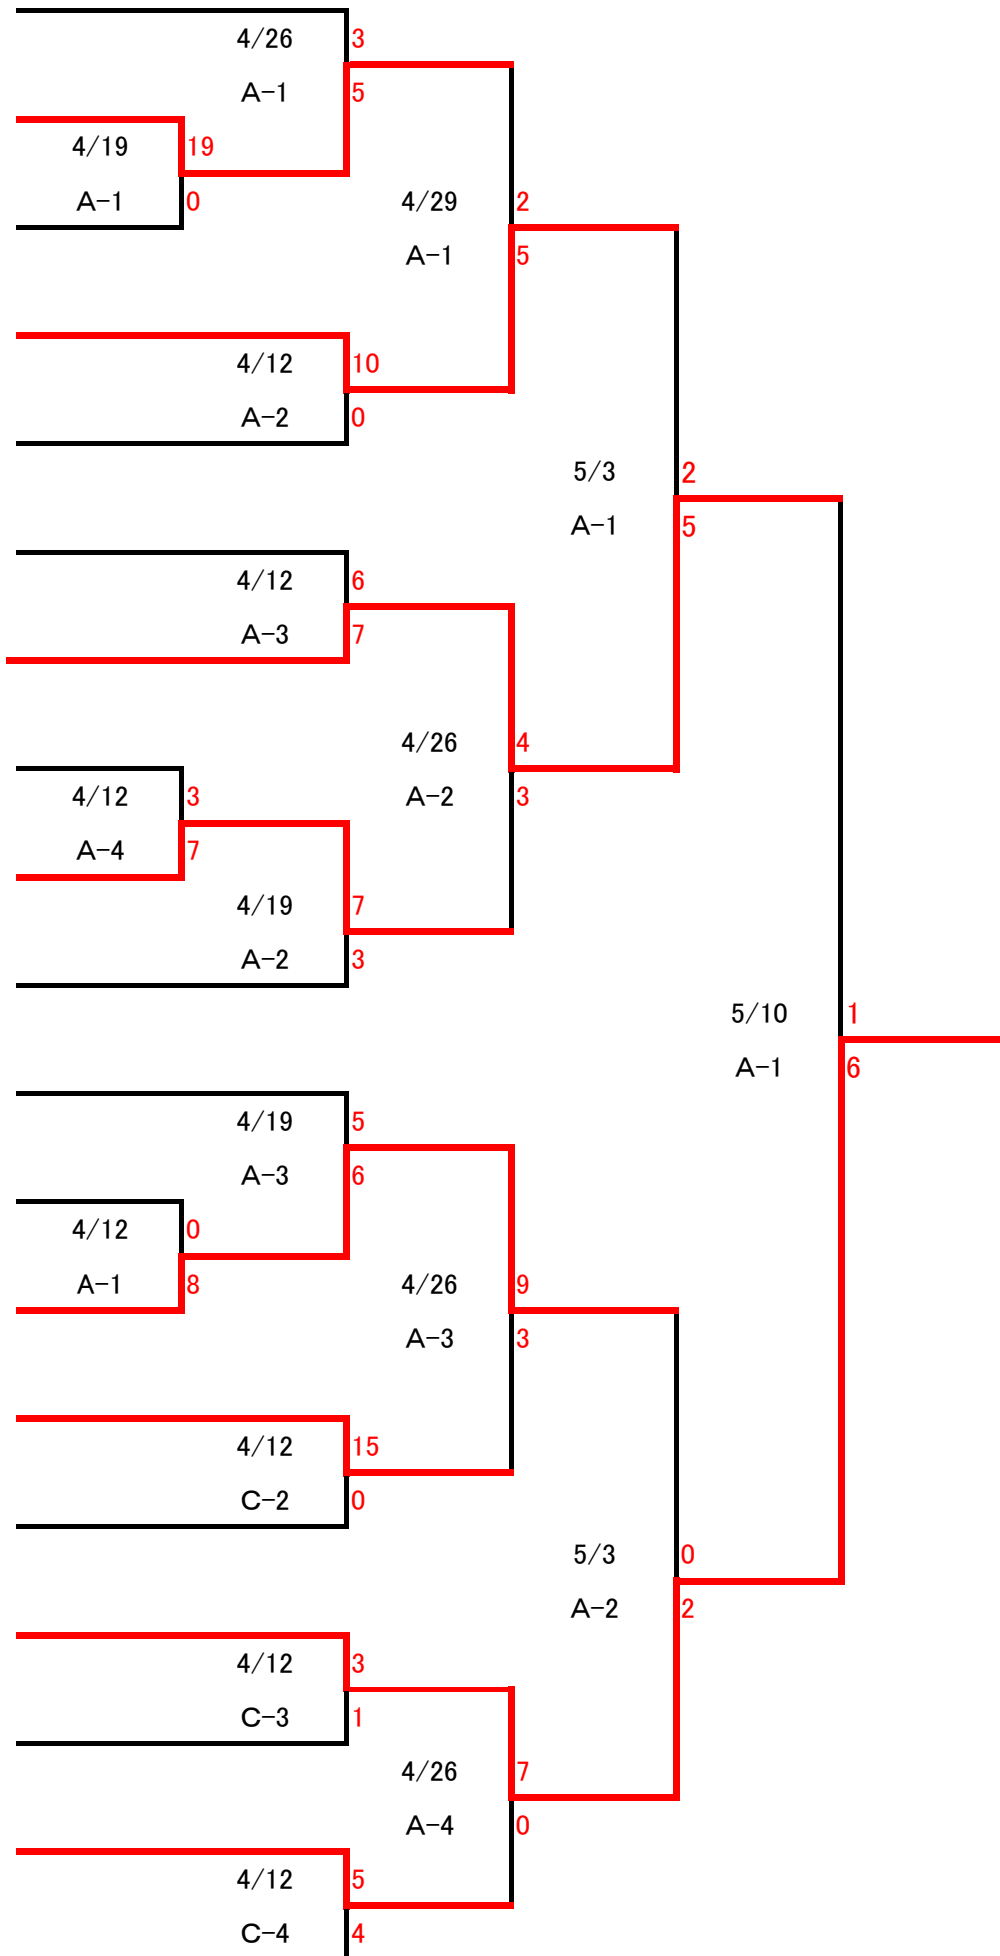 4/26 3
A-1 5
4/19 19
A-1 0
4/29 2
A-1 5
4/12 10
A-2 0
5/3 2
A-1 5
4/12 6
A-3 7
4/26 4
A-2 3
4/12 3
A-4 7
4/19 7
A-2 3
5/10 1
A-1 6
4/19 5
A-3 6
4/12 0
A-1 8
4/26 9
A-3 3
4/12 15
C-2 0
5/3 0
A-2 2
4/12 3
C-3 1
4/26 7
A-4 0
4/12 5
C-4 4